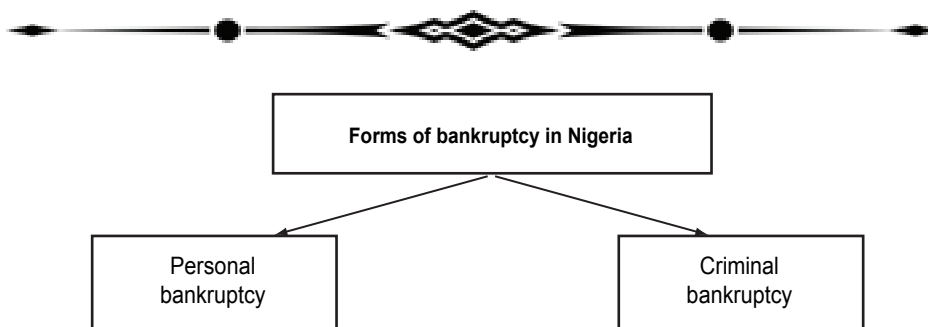 Forms of bankruptcy in Nigeria
Personal
bankruptcy
Criminal
bankruptcy